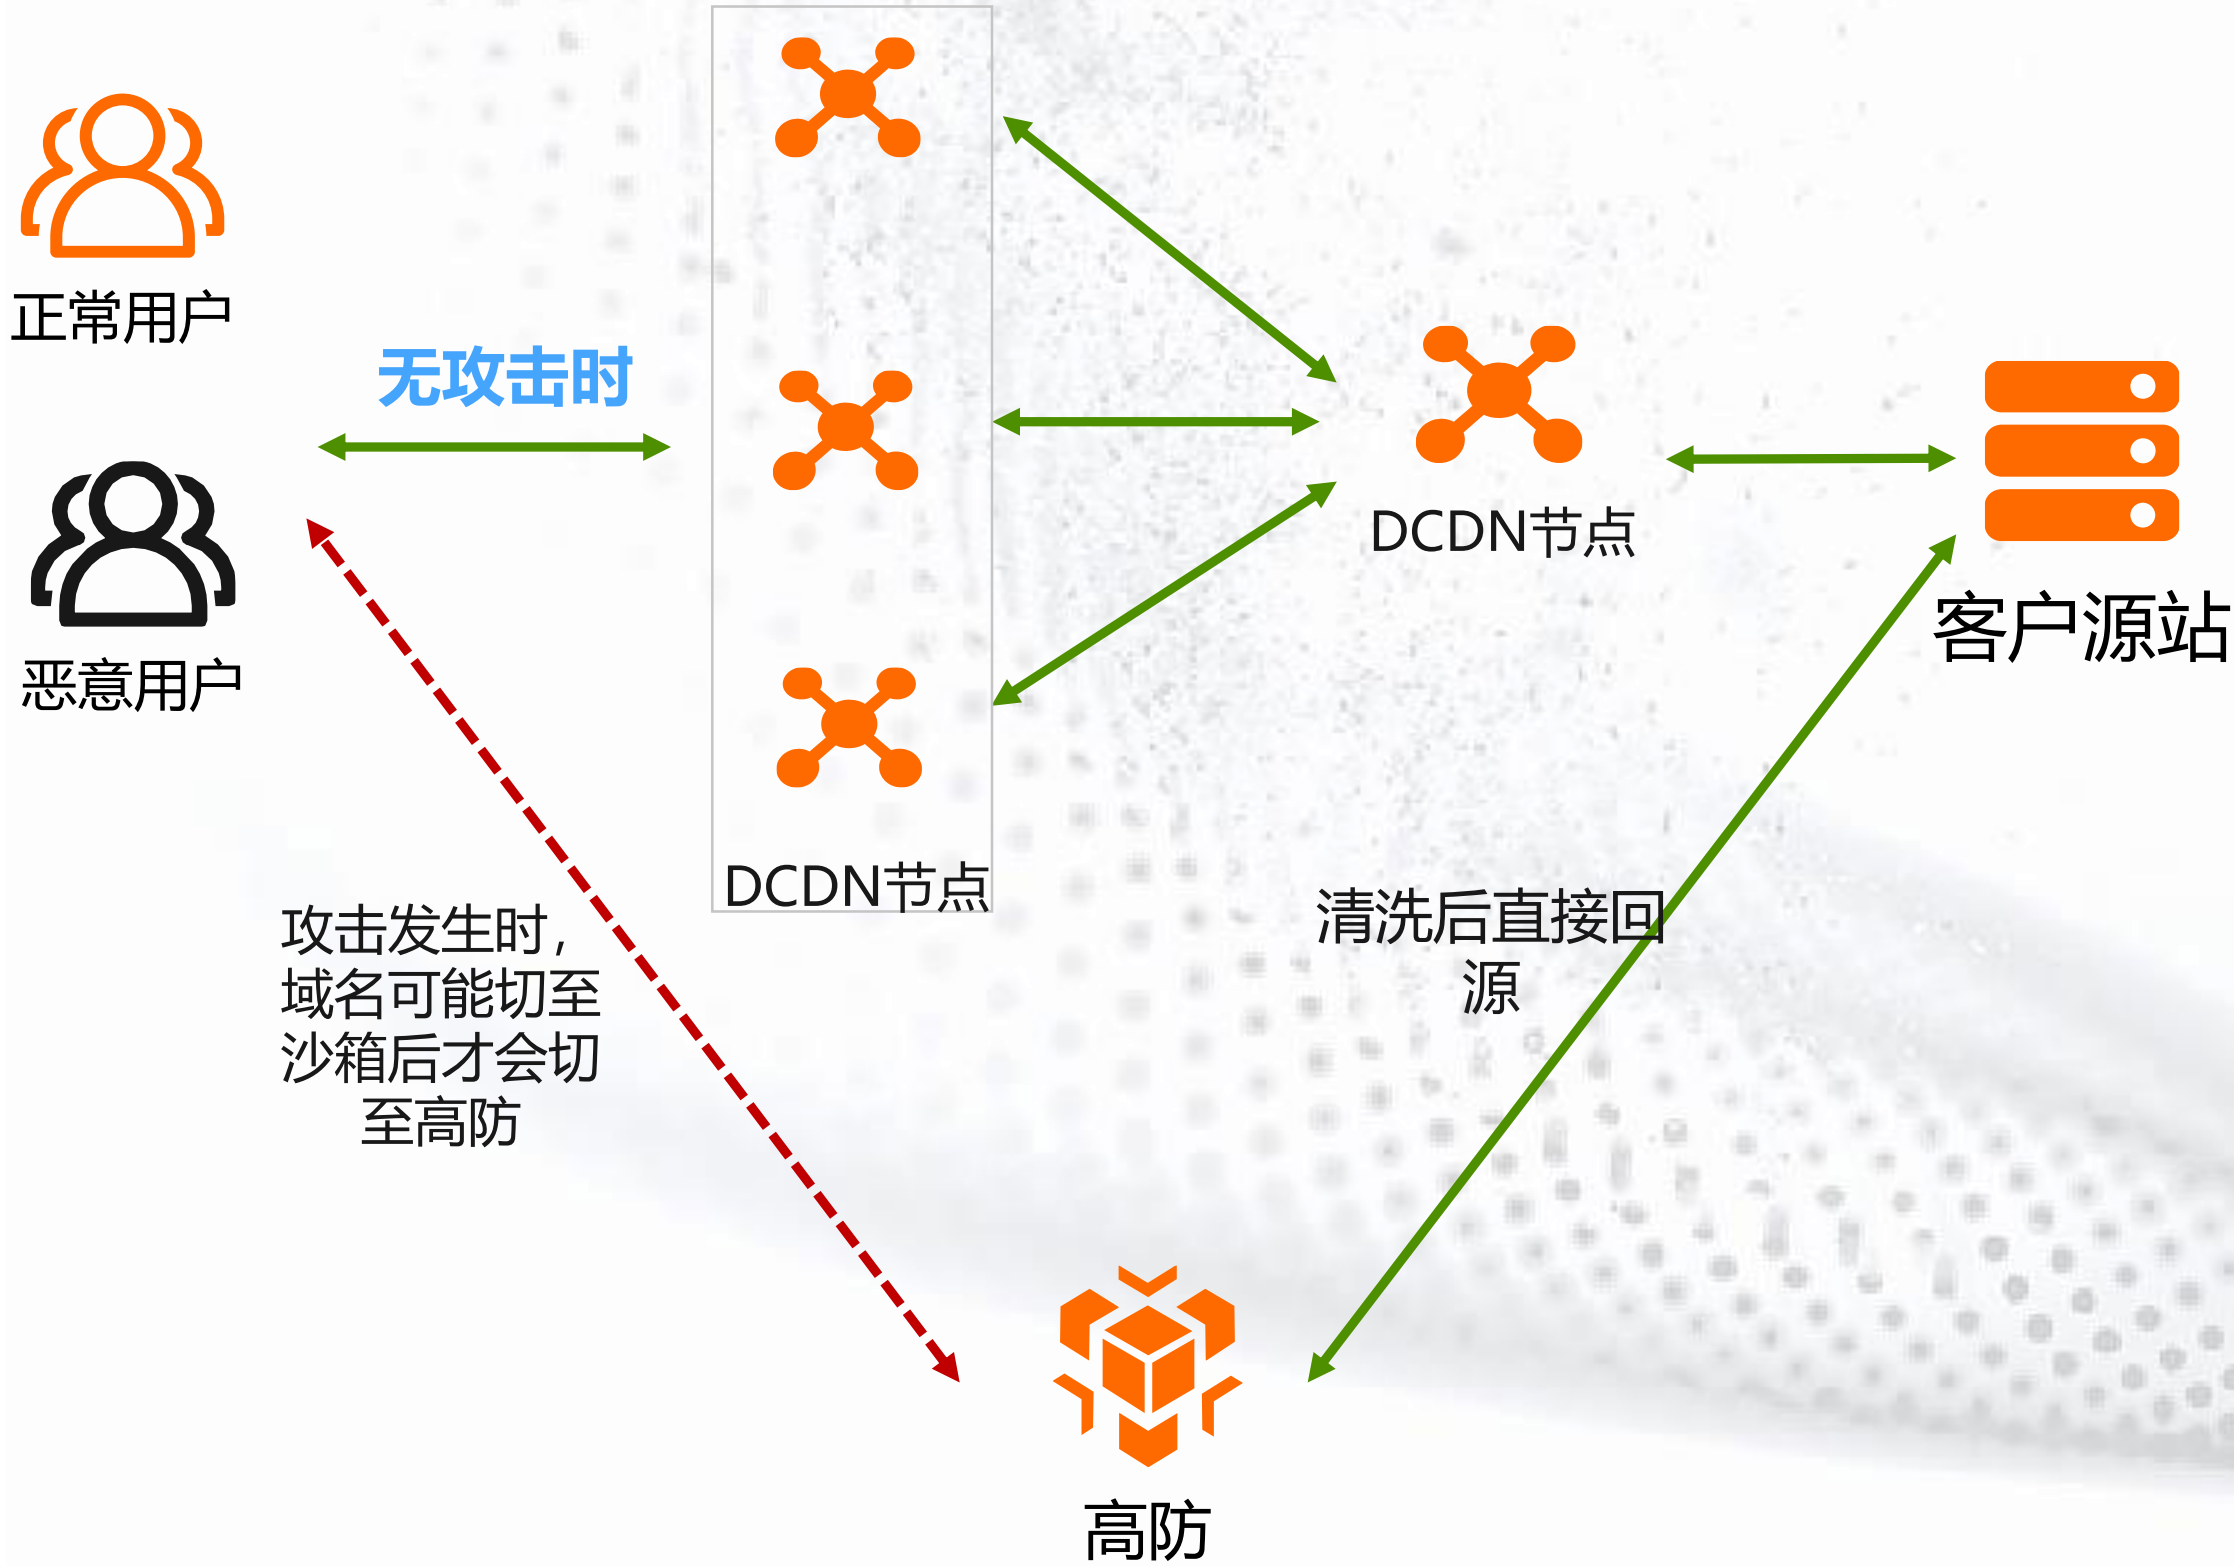 正常用户
无攻击时
恶意用户
DCDN节点
DCDN节点
客户源站
攻击发生时，
域名可能切至
沙箱后才会切
至高防
清洗后直接回
源
高防